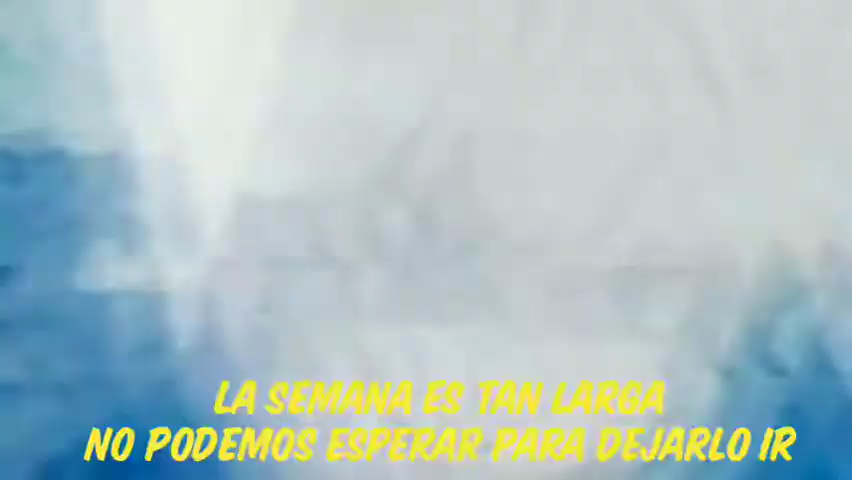 LA SEMANA ES TAN LARGA
NO PODEMOS ESPERAR PARA DEJARLO IR